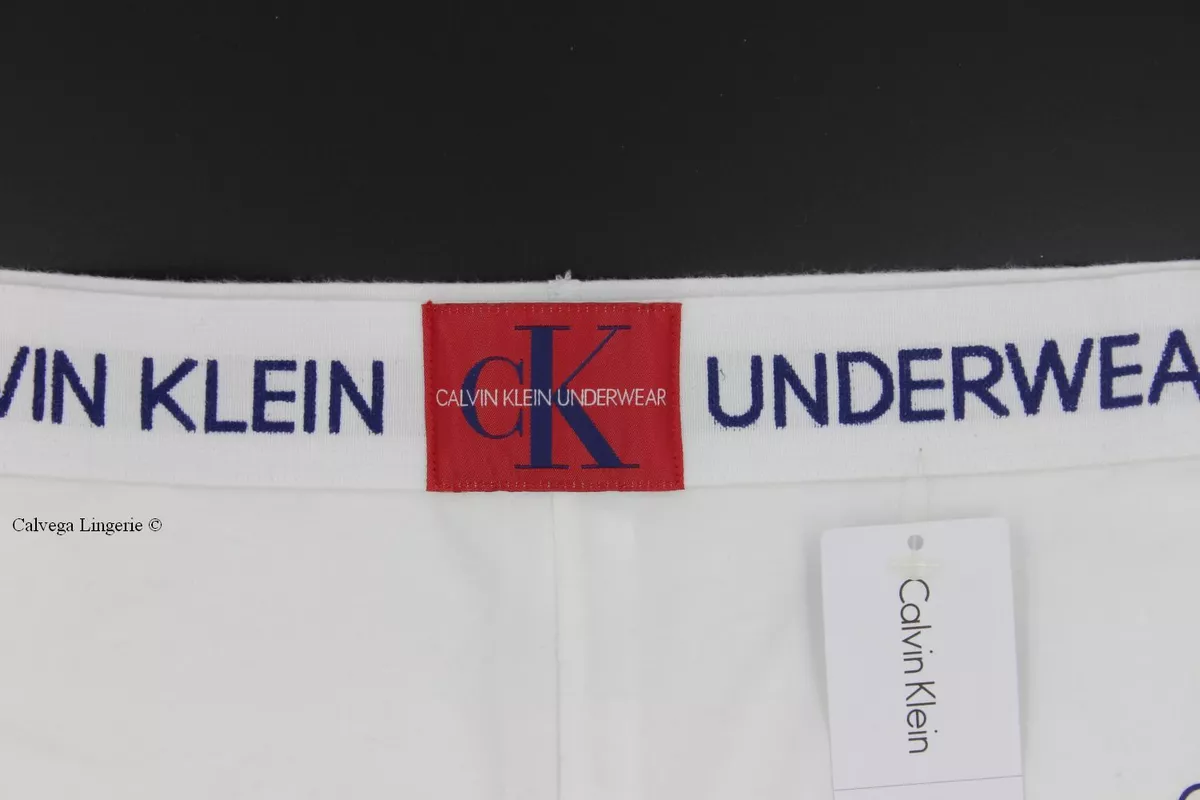 VIN KLEIN
CK
CALVIN KLEIN UNDERWEAR
UNDERWEA
Calvega Lingerie ©
Calvin Klein